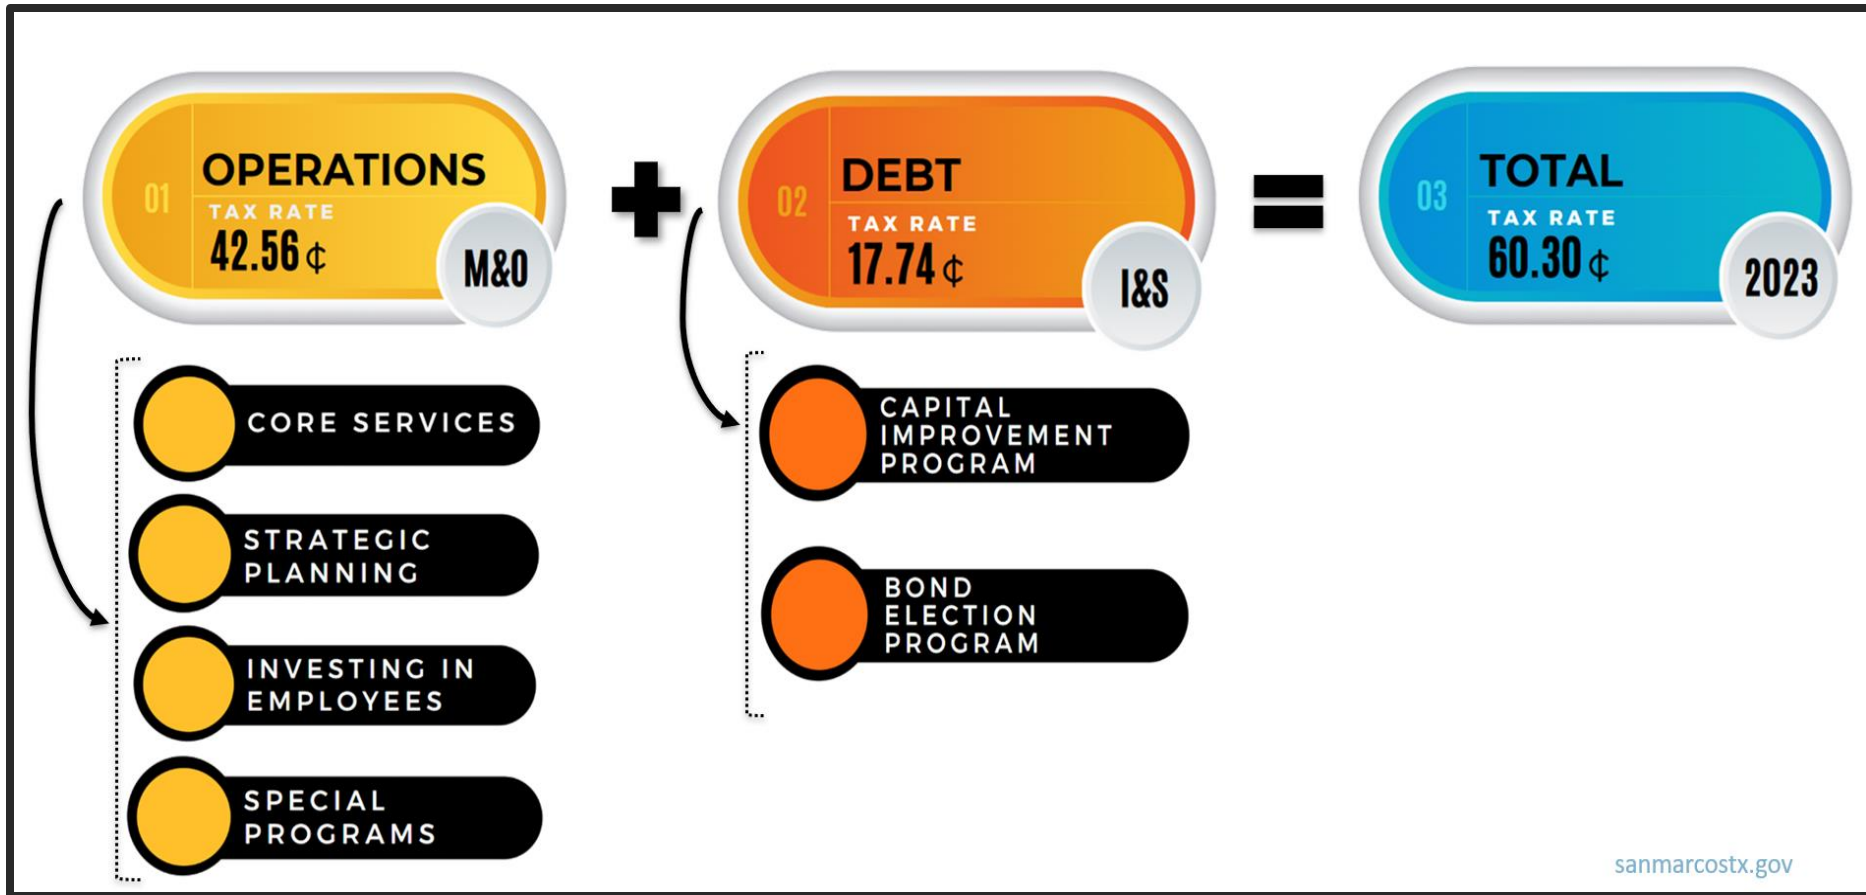 01
OPERATIONS
TAX RATE
42.56 ¢
M&O
02
DEBT
TAX RATE
17.74 ¢
I&S
03
TOTAL
TAX RATE
60.30 ¢
2023
CORE SERVICES
STRATEGIC
PLANNING
INVESTING IN
EMPLOYEES
SPECIAL
PROGRAMS
CAPITAL
IMPROVEMENT
PROGRAM
BOND
ELECTION
PROGRAM
sanmarcostx.gov